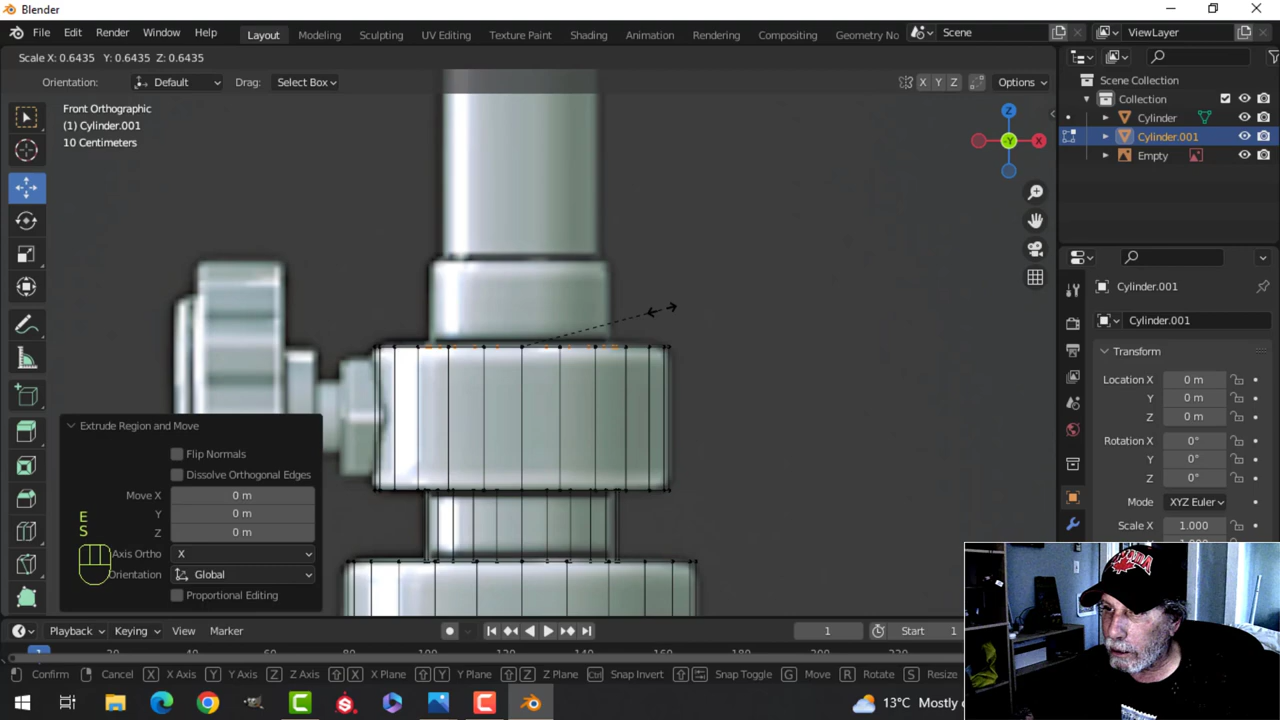 Blender
File Edit Render Window Help Layout Modeling Sculpting UV Editing Texture Paint Shading Animation Rendering Compositing Geometry No Scene ViewLayer
Scale X: 0.6435 Y: 0.6435 Z: 0.6435
Orientation: Default Drag: Select Box X Y Z Options
Front Orthographic
(1) Cylinder.001
10 Centimeters
Z
Y
X
Scene Collection
Collection
Cylinder
Cylinder.001
Empty
Cylinder.001
Cylinder.001
Transform
Location X 0 m
Y 0 m
Z 0 m
Rotation X 0°
Y 0°
Z 0°
Mode XYZ Euler
Scale X 1.000
Extrude Region and Move
Flip Normals
Dissolve Orthogonal Edges
Move X 0 m
Y 0 m
Z 0 m
Axis Ortho X
Orientation Global
Proportional Editing
E
S
Playback Keying View Marker 1 Start 1
Confirm Cancel X X Axis Y Y Axis Z Z Axis X X Plane Y Y Plane Z Z Plane Ctrl Snap Invert Snap Toggle G Move R Rotate S Resize
13°C Mostly